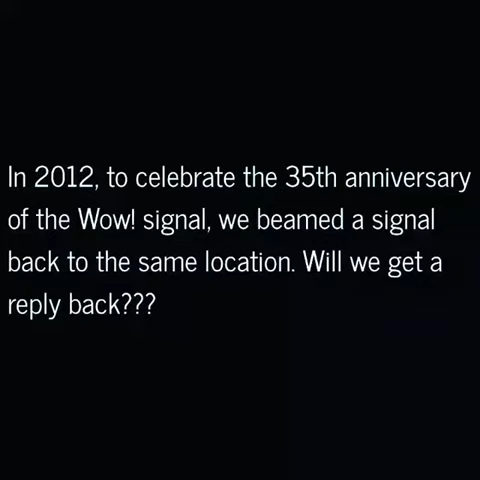 In 2012, to celebrate the 35th anniversary
of the Wow! signal, we beamed a signal
back to the same location. Will we get a
reply back???